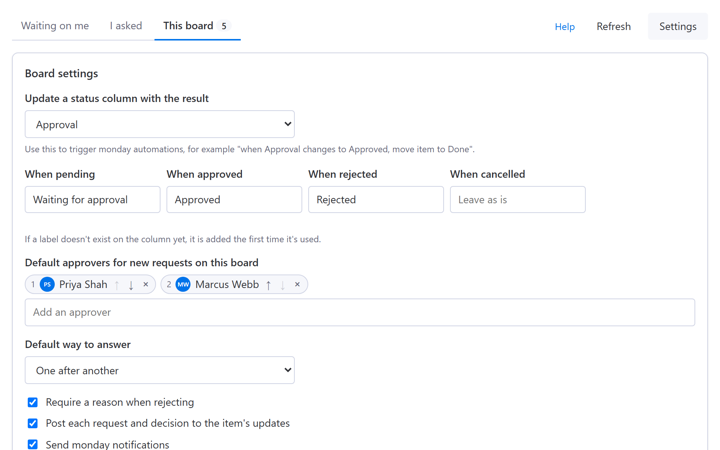 Waiting on me I asked This board 5 Help Refresh Settings
Board settings
Update a status column with the result
Approval
Use this to trigger monday automations, for example "when Approval changes to Approved, move item to Done".
When pending When approved When rejected When cancelled
Waiting for approval Approved Rejected Leave as is
If a label doesn't exist on the column yet, it is added the first time it's used.
Default approvers for new requests on this board
1 PS Priya Shah ↑ ↓ × 2 MW Marcus Webb ↑ ↓ ×
Add an approver
Default way to answer
One after another
Require a reason when rejecting
Post each request and decision to the item's updates
Send monday notifications